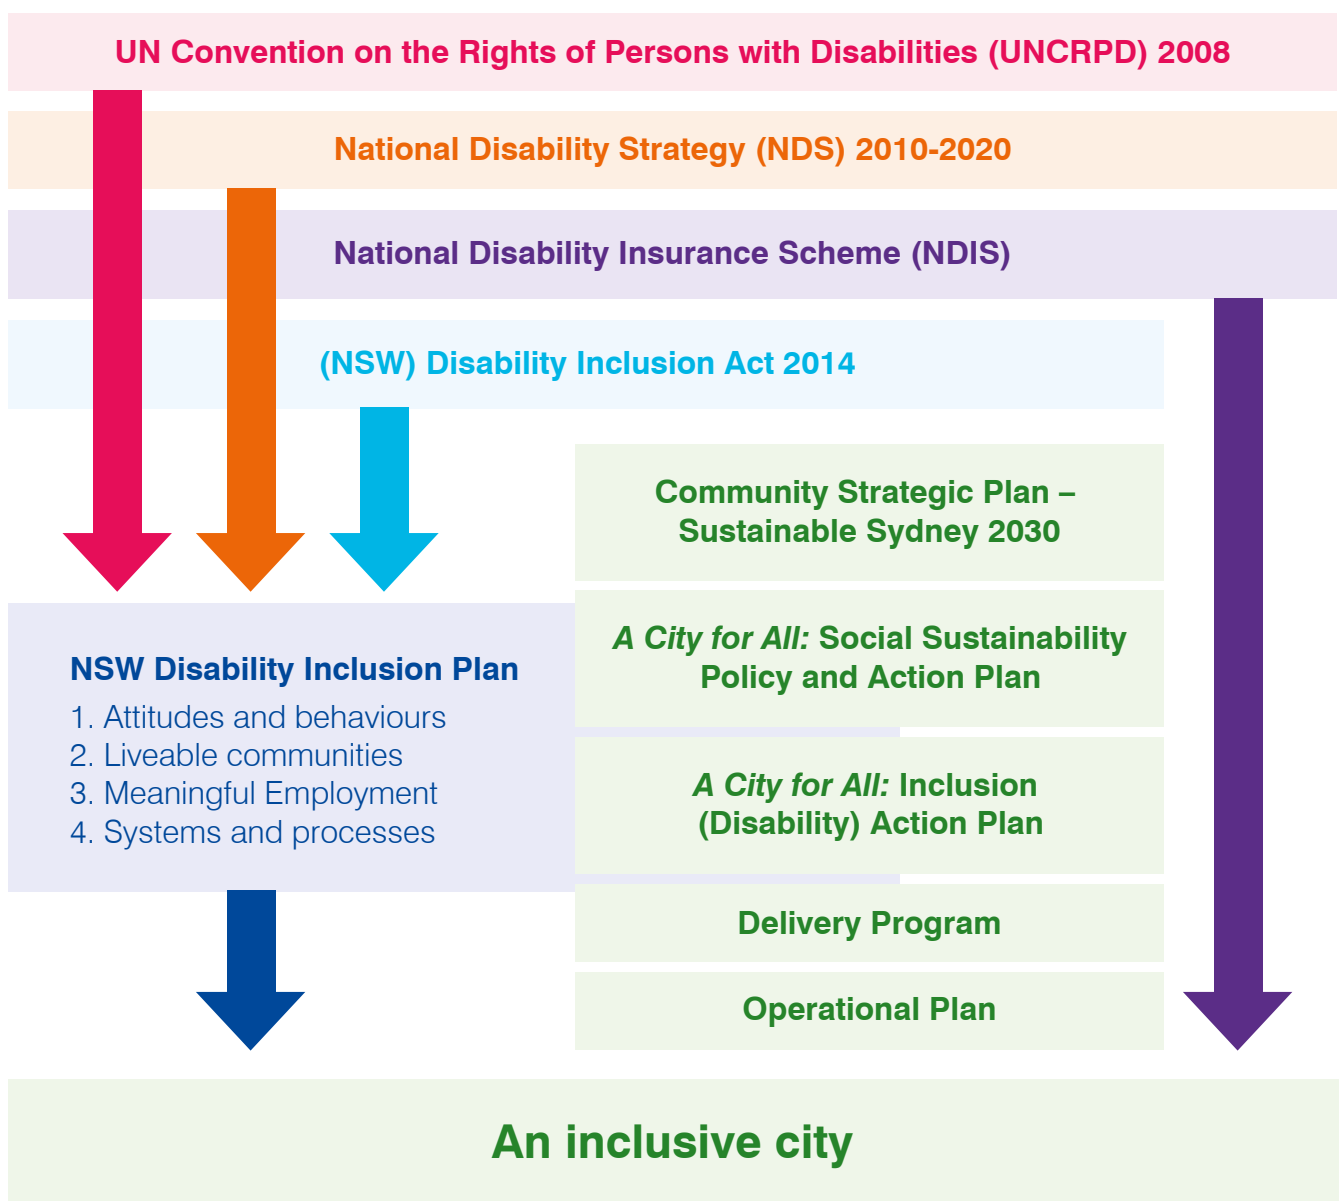 UN Convention on the Rights of Persons with Disabilities (UNCRPD) 2008
National Disability Strategy (NDS) 2010-2020
National Disability Insurance Scheme (NDIS)
(NSW) Disability Inclusion Act 2014
Community Strategic Plan –
Sustainable Sydney 2030
A City for All: Social Sustainability
Policy and Action Plan
NSW Disability Inclusion Plan
1. Attitudes and behaviours
2. Liveable communities
3. Meaningful Employment
4. Systems and processes
A City for All: Inclusion
(Disability) Action Plan
Delivery Program
Operational Plan
An inclusive city